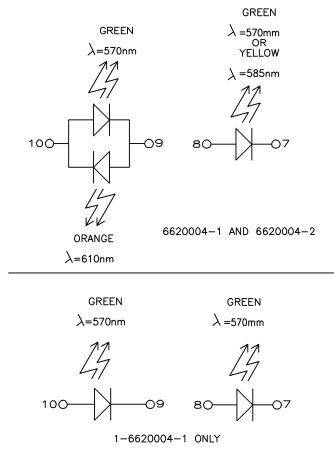 GREEN
λ=570nm
GREEN
λ=570mm
OR
YELLOW
λ=585nm
10 9
8 7
ORANGE
λ=610nm
6620004-1 AND 6620004-2
GREEN
λ=570nm
GREEN
λ=570mm
10 9
8 7
1-6620004-1 ONLY